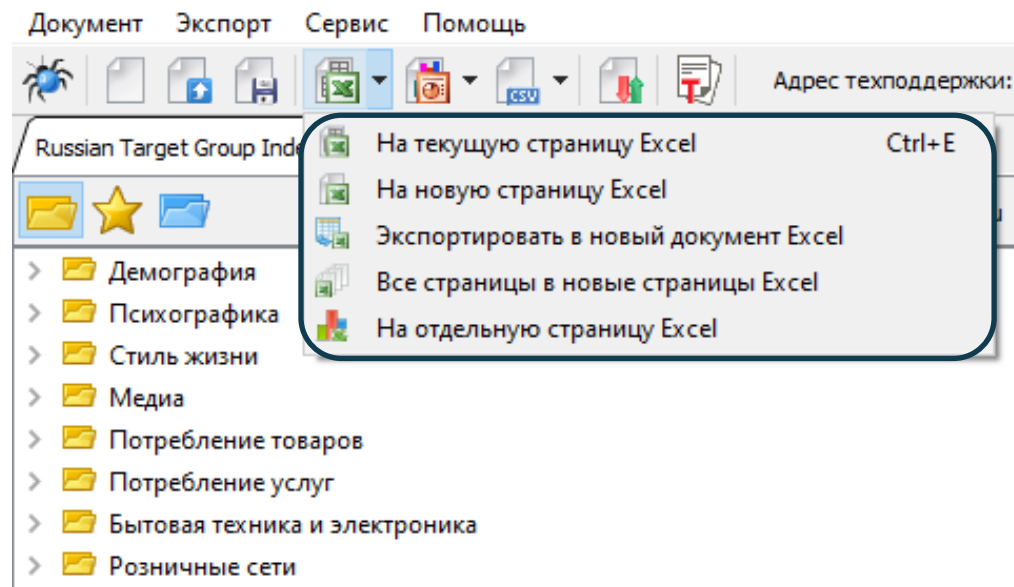 Документ Экспорт Сервис Помощь
CSV
Адрес техподдержки:
Russian Target Group Inde
На текущую страницу Excel Ctrl+E
На новую страницу Excel
Экспортировать в новый документ Excel
Все страницы в новые страницы Excel
На отдельную страницу Excel
Демография
Психографика
Стиль жизни
Медиа
Потребление товаров
Потребление услуг
Бытовая техника и электроника
Розничные сети